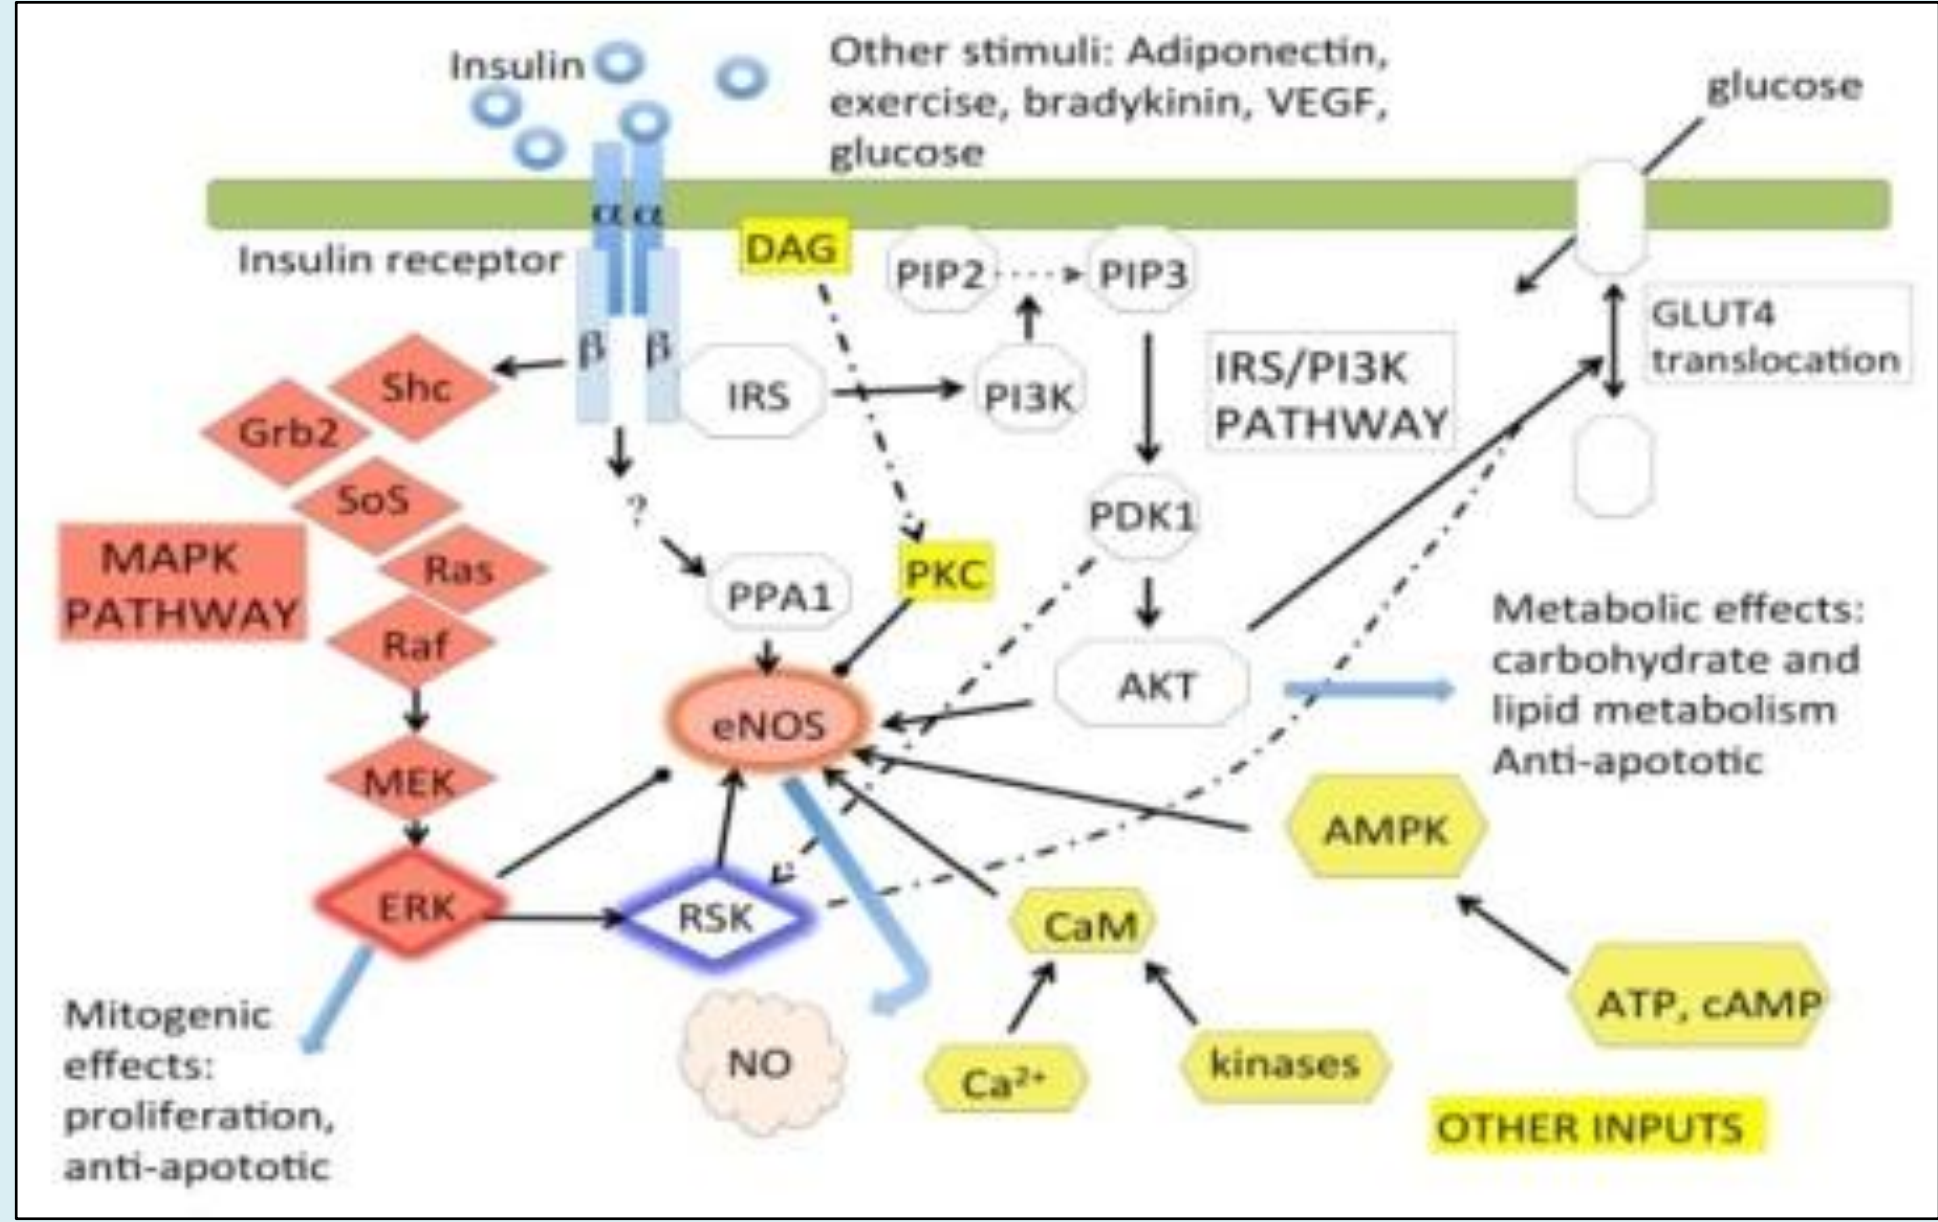 Insulin
Other stimuli: Adiponectin,
exercise, bradykinin, VEGF,
glucose
glucose
α α
Insulin receptor
DAG
PIP2
PIP3
GLUT4
translocation
β β
Shc
IRS
PI3K
IRS/PI3K
PATHWAY
Grb2
SoS
?
PDK1
MAPK
PATHWAY
Ras
PPA1
PKC
Raf
AKT
Metabolic effects:
carbohydrate and
lipid metabolism
Anti-apototic
eNOS
MEK
AMPK
ERK
RSK
CaM
ATP, cAMP
Mitogenic
effects:
proliferation,
anti-apototic
NO
Ca²⁺
kinases
OTHER INPUTS